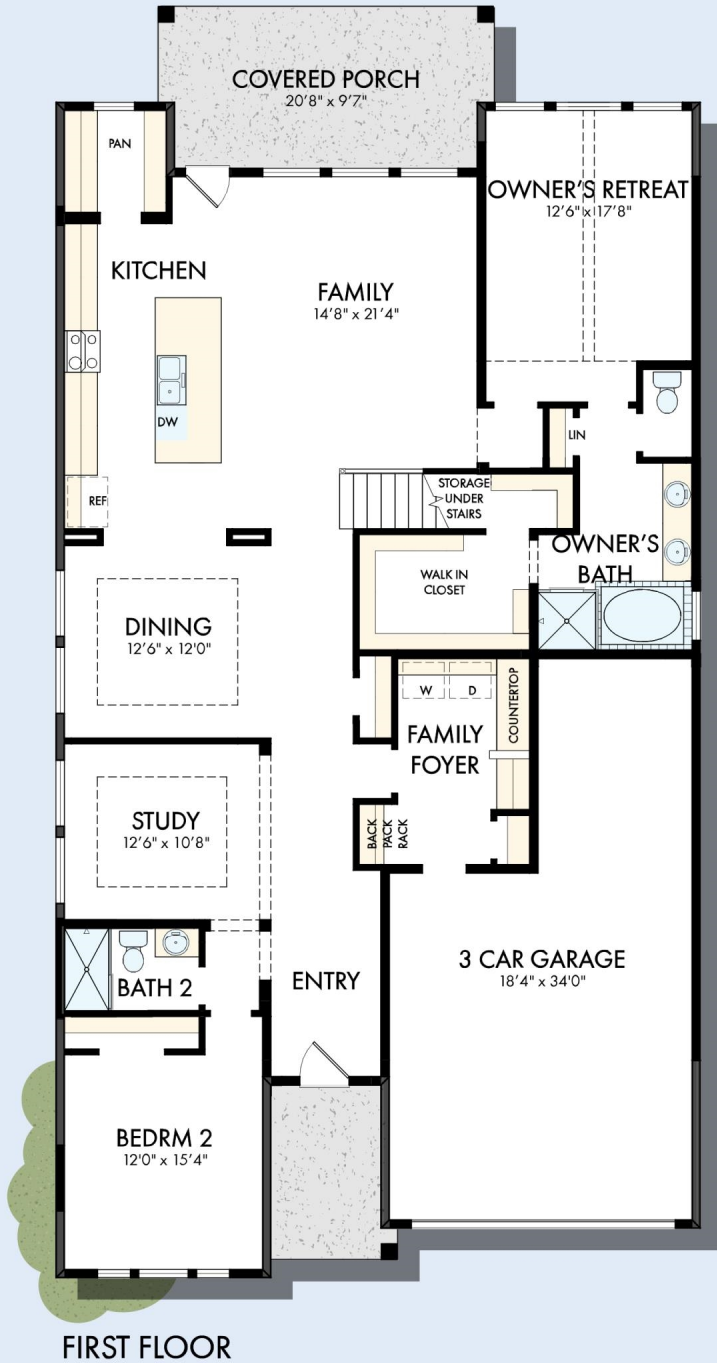 COVERED PORCH
20'8" x 9'7"
PAN
OWNER'S RETREAT
12'6" x 17'8"
KITCHEN
FAMILY
14'8" x 21'4"
DW
LIN
REF
STORAGE
UNDER
STAIRS
OWNER'S
BATH
WALK IN
CLOSET
DINING
12'6" x 12'0"
W
D
COUNTERTOP
FAMILY
FOYER
STUDY
12'6" x 10'8"
BACK
PACK
RACK
3 CAR GARAGE
18'4" x 34'0"
BATH 2
ENTRY
BEDRM 2
12'0" x 15'4"
FIRST FLOOR